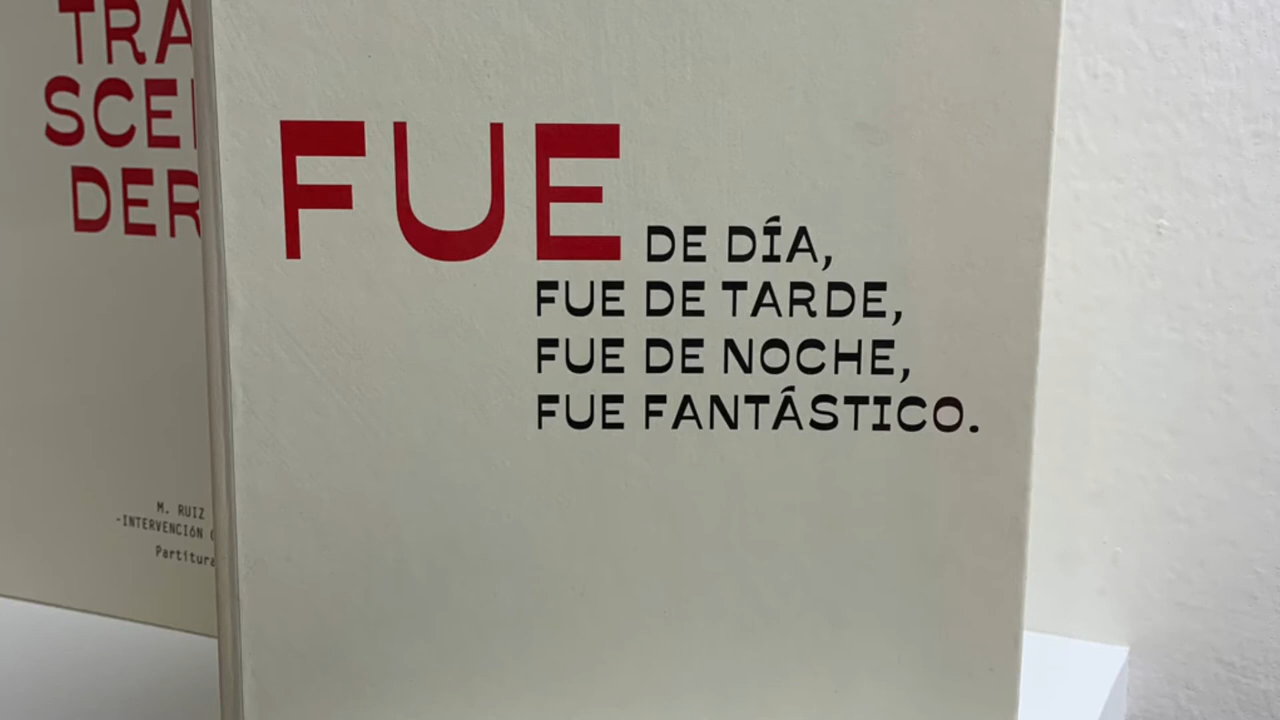 TRA
SCE
DER
M. RUIZ
-INTERVENCIÓN
Partitura
FUE DE DÍA,
FUE DE TARDE,
FUE DE NOCHE,
FUE FANTÁSTICO.